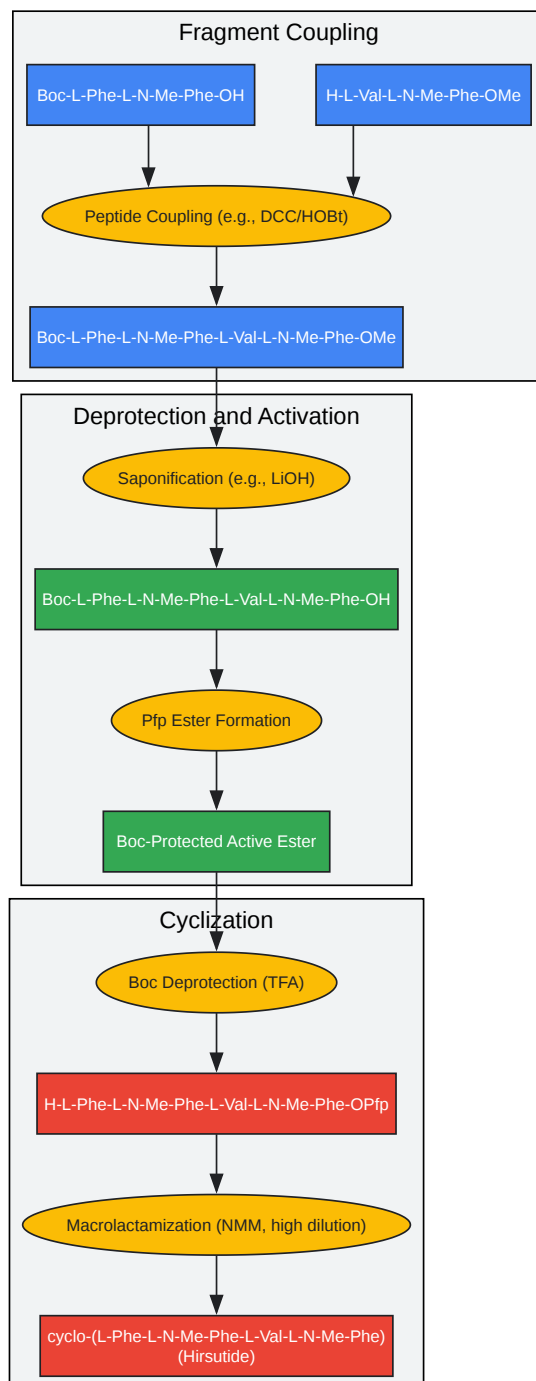 Fragment Coupling
Boc-L-Phe-L-N-Me-Phe-OH
H-L-Val-L-N-Me-Phe-OMe
Peptide Coupling (e.g., DCC/HOBt)
Boc-L-Phe-L-N-Me-Phe-L-Val-L-N-Me-Phe-OMe
Deprotection and Activation
Saponification (e.g., LiOH)
Boc-L-Phe-L-N-Me-Phe-L-Val-L-N-Me-Phe-OH
Pfp Ester Formation
Boc-Protected Active Ester
Cyclization
Boc Deprotection (TFA)
H-L-Phe-L-N-Me-Phe-L-Val-L-N-Me-Phe-OPfp
Macrolactamization (NMM, high dilution)
cyclo-(L-Phe-L-N-Me-Phe-L-Val-L-N-Me-Phe)
(Hirsutide)